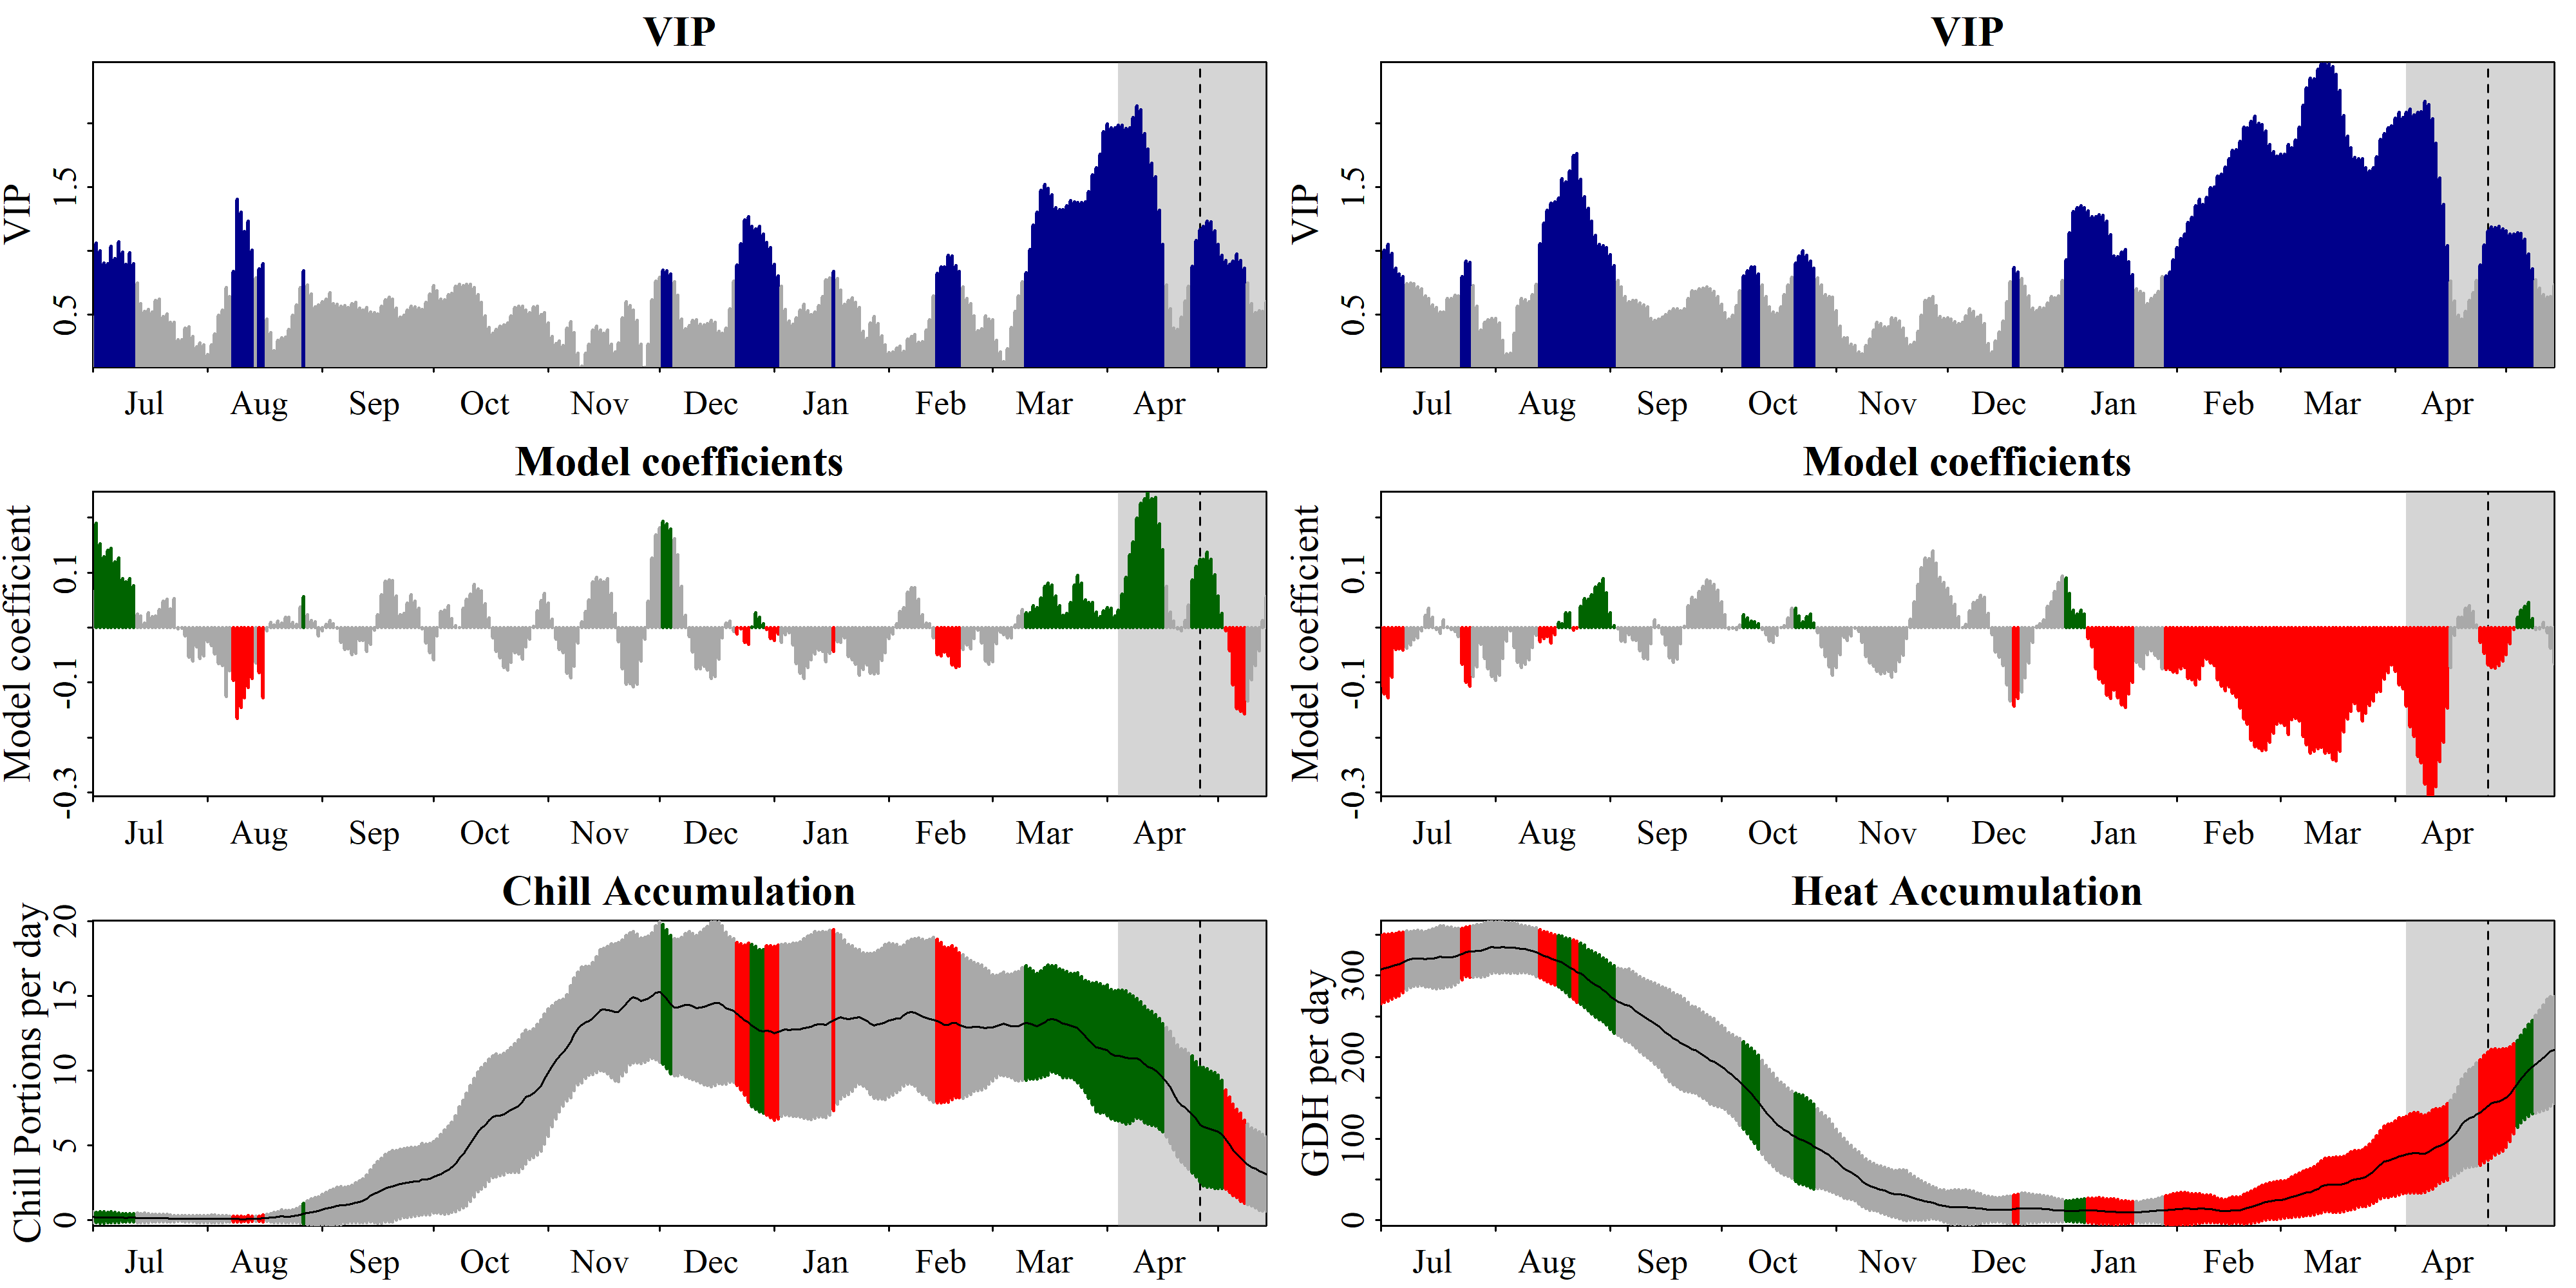 VIP
VIP
1.5
0.5
Jul Aug Sep Oct Nov Dec Jan Feb Mar Apr
VIP
VIP
1.5
0.5
Jul Aug Sep Oct Nov Dec Jan Feb Mar Apr
Model coefficients
Model coefficient
0.1
-0.1
-0.3
Jul Aug Sep Oct Nov Dec Jan Feb Mar Apr
Model coefficients
Model coefficient
0.1
-0.1
-0.3
Jul Aug Sep Oct Nov Dec Jan Feb Mar Apr
Chill Accumulation
Chill Portions per day
20
15
10
5
0
Jul Aug Sep Oct Nov Dec Jan Feb Mar Apr
Heat Accumulation
GDH per day
300
200
100
0
Jul Aug Sep Oct Nov Dec Jan Feb Mar Apr